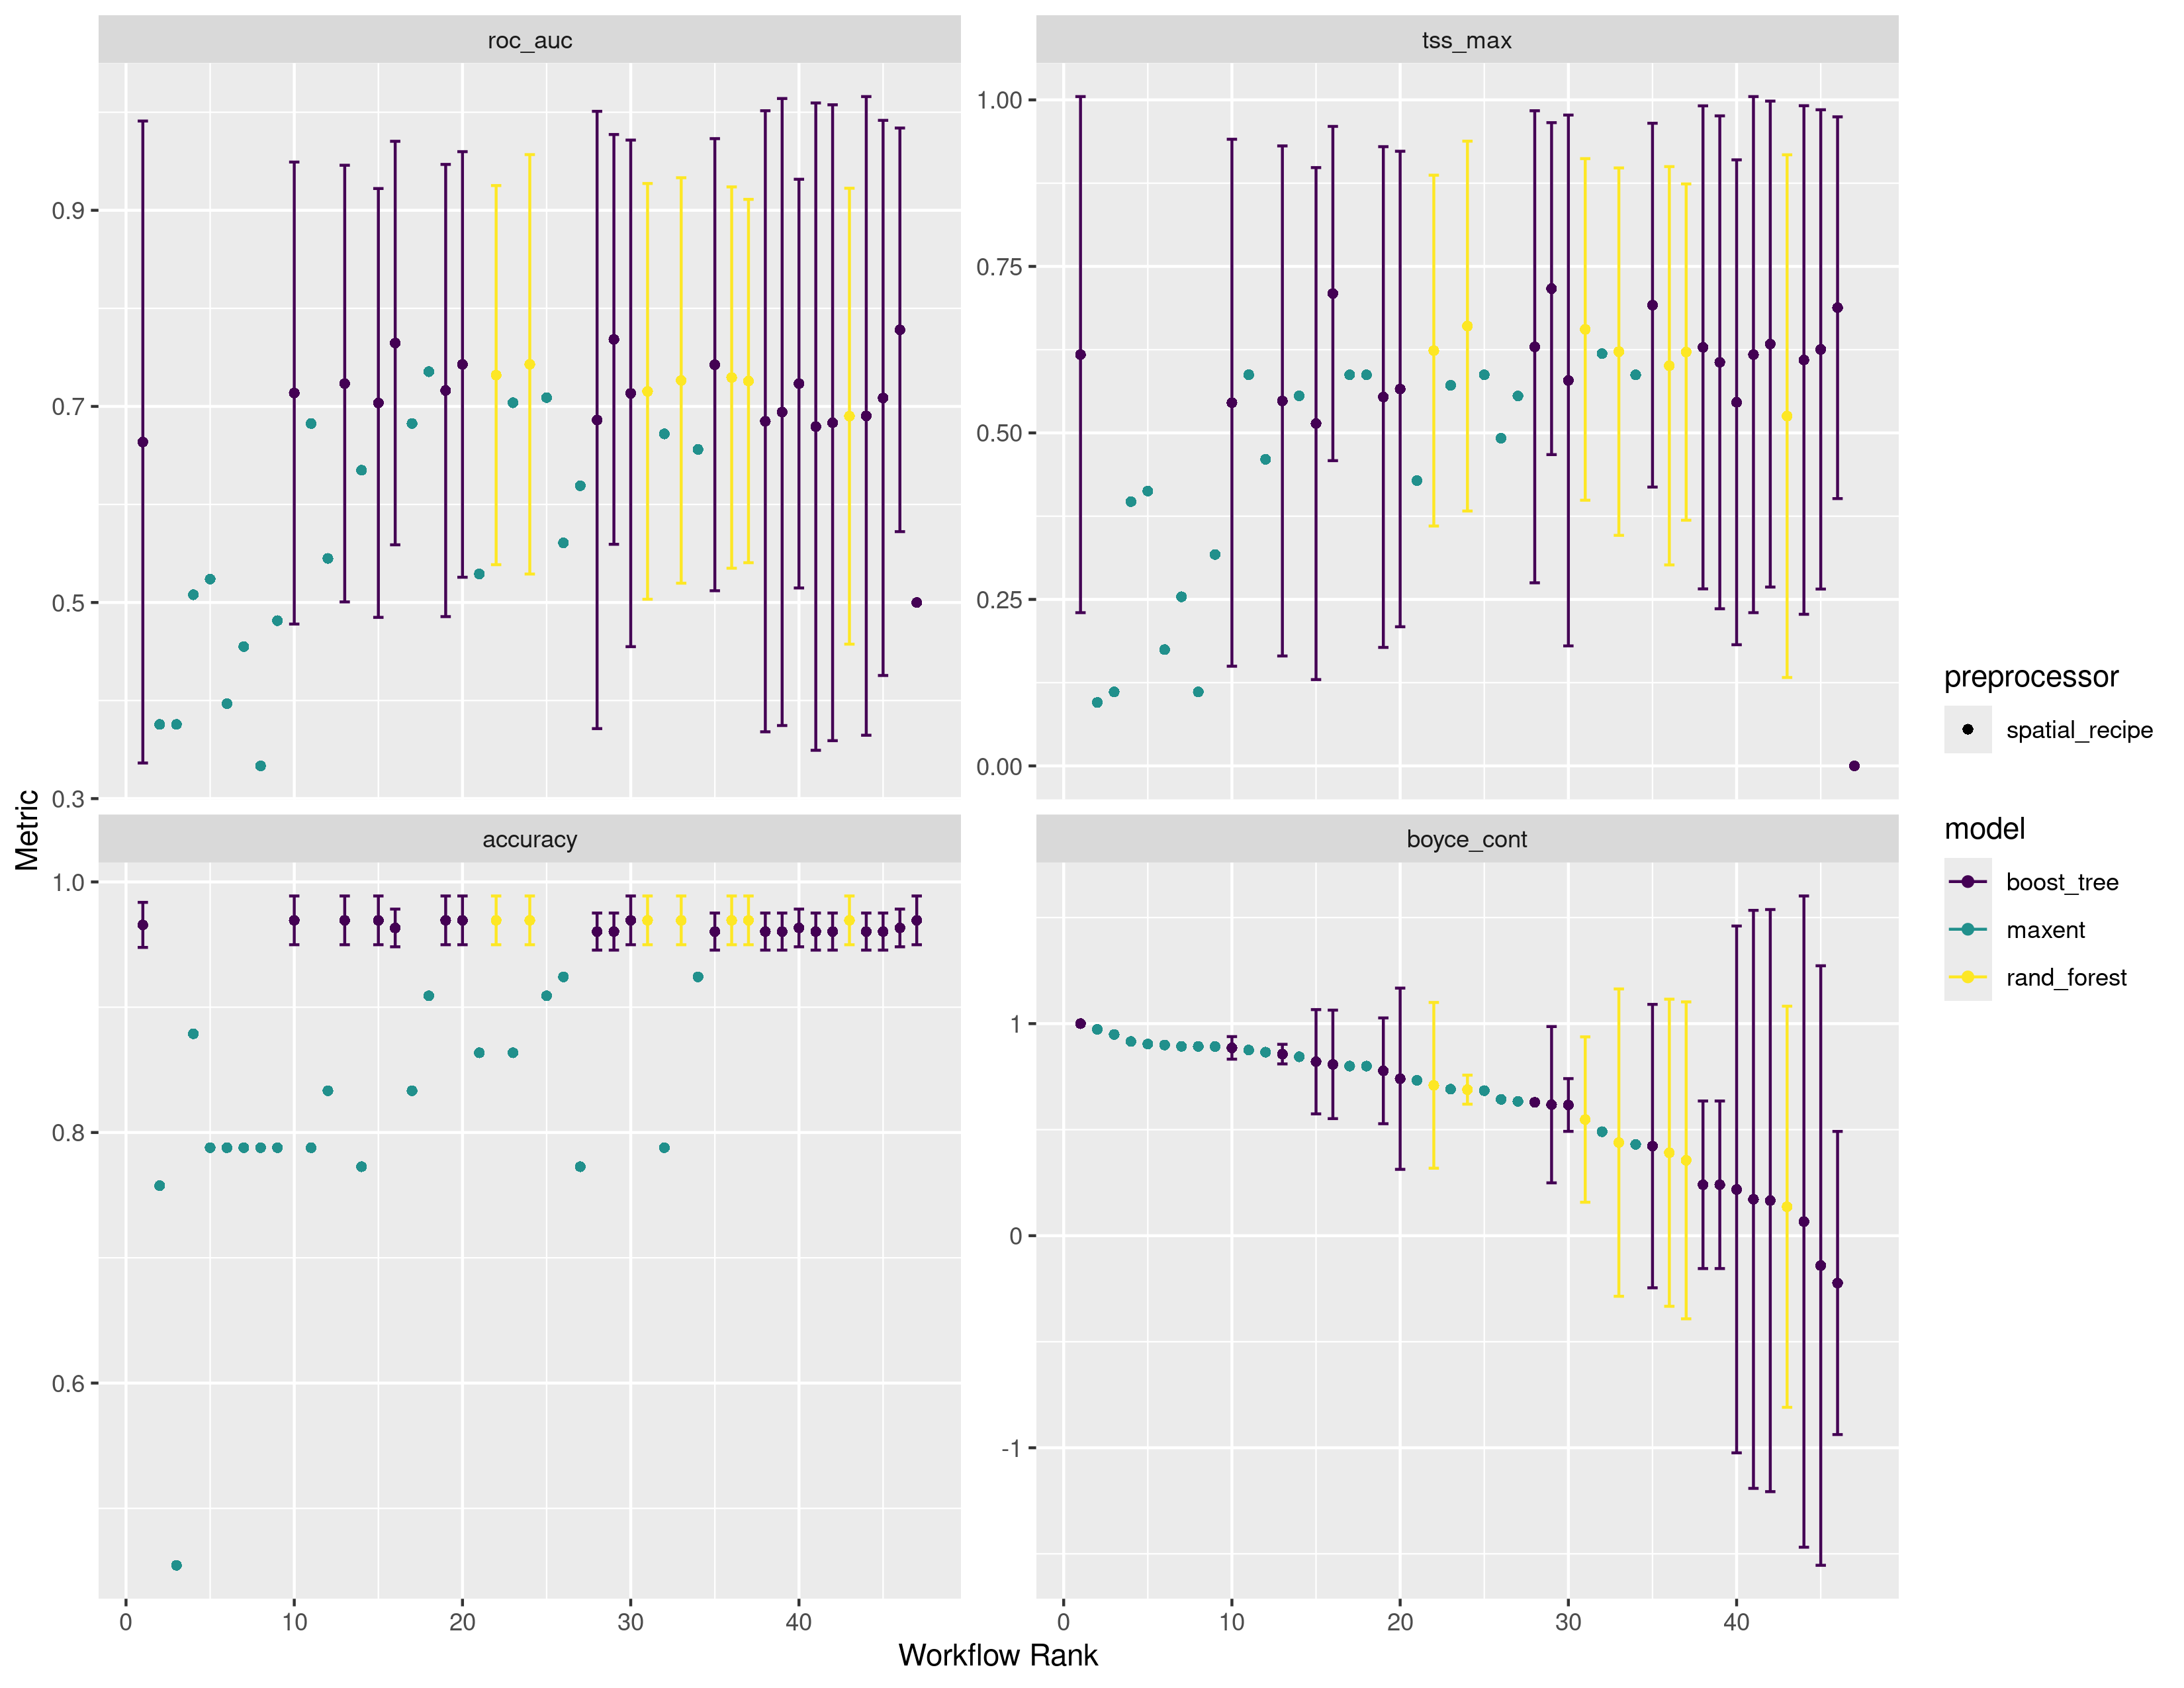 roc_auc
tss_max
0.9
0.7
0.5
0.3
1.00
0.75
0.50
0.25
0.00
accuracy
boyce_cont
1.0
0.8
0.6
1
0
-1
0 10 20 30 40
0 10 20 30 40
Metric
Workflow Rank
preprocessor
spatial_recipe
model
boost_tree
maxent
rand_forest